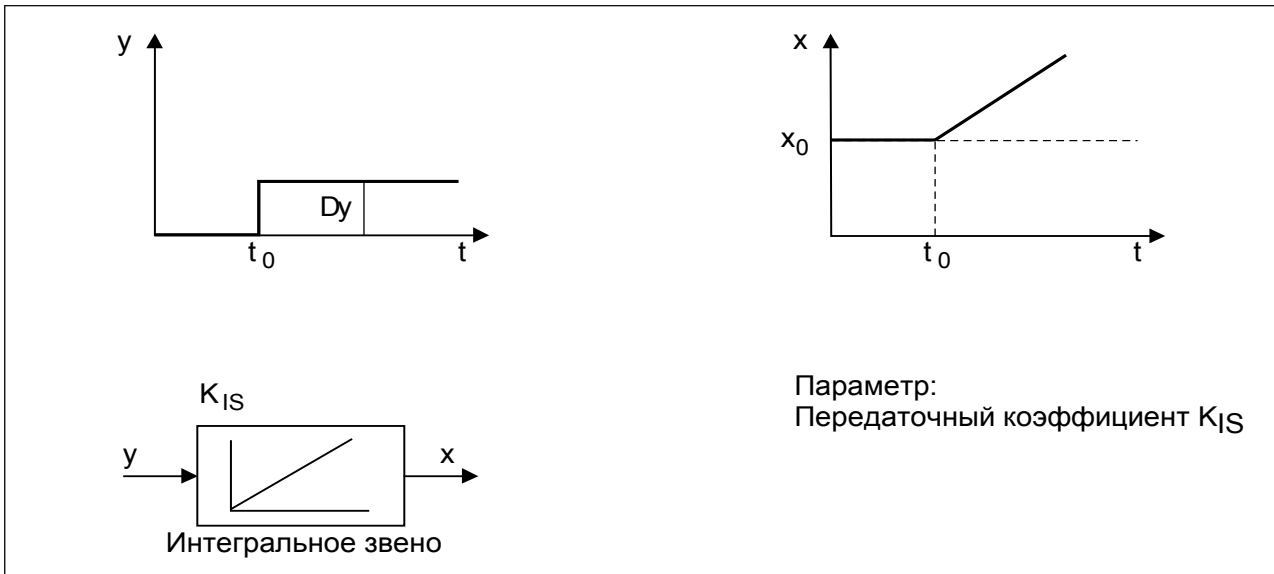 y
Dy
t0
t
x
x0
t0
t
KIS
y
x
Интегральное звено
Параметр:
Передаточный коэффициент KIS